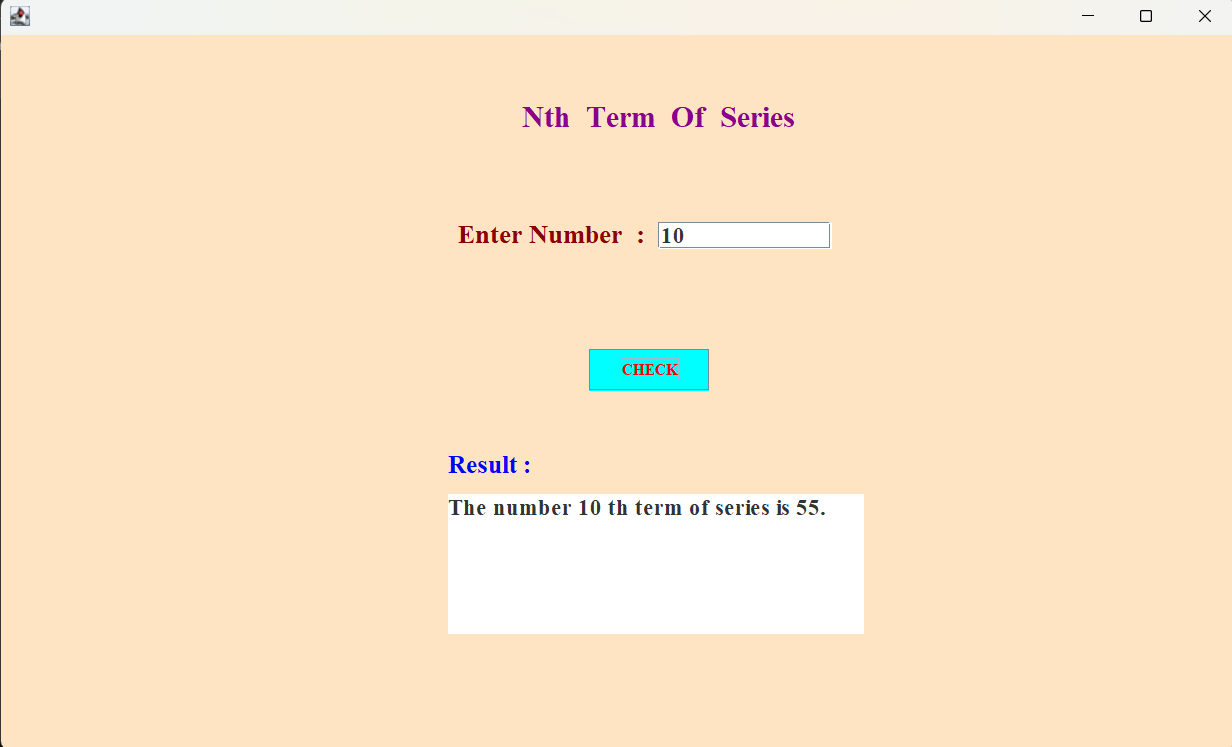 Nth Term Of Series
Enter Number : 10
CHECK
Result :
The number 10 th term of series is 55.